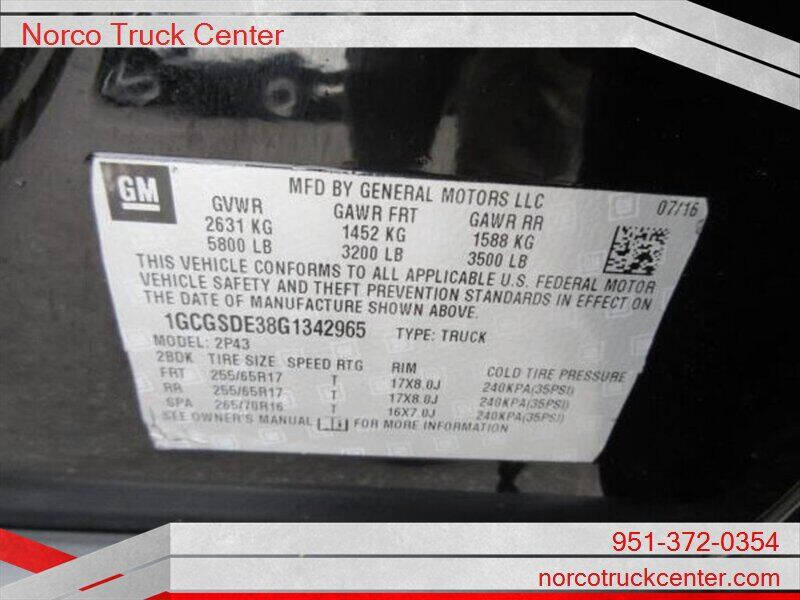 Norco Truck Center
GM
MFD BY GENERAL MOTORS LLC
07/16
GVWR GAWR FRT GAWR RR
2631 KG 1452 KG 1588 KG
5800 LB 3200 LB 3500 LB
THIS VEHICLE CONFORMS TO ALL APPLICABLE U.S. FEDERAL MOTOR
VEHICLE SAFETY AND THEFT PREVENTION STANDARDS IN EFFECT ON
THE DATE OF MANUFACTURE SHOWN ABOVE.
1GCGSDE38G1342965 TYPE: TRUCK
MODEL: 2P43
2BDK TIRE SIZE SPEED RTG RIM COLD TIRE PRESSURE
FRT 255/65R17 T 17X8.0J 240KPA(35PSI)
RR 255/65R17 T 17X8.0J 240KPA(35PSI)
SPA 265/70R16 T 16X7.0J 240KPA(35PSI)
SEE OWNER'S MANUAL FOR MORE INFORMATION
951-372-0354
norcotruckcenter.com